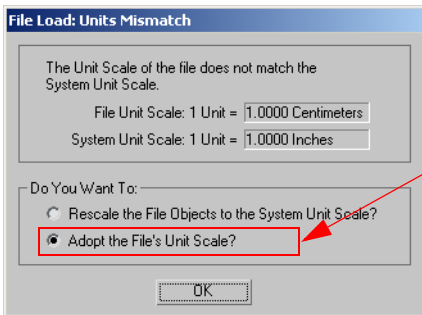 File Load: Units Mismatch
The Unit Scale of the file does not match the
System Unit Scale.
File Unit Scale: 1 Unit = 1.0000 Centimeters
System Unit Scale: 1 Unit = 1.0000 Inches
Do You Want To:
Rescale the File Objects to the System Unit Scale?
Adopt the File's Unit Scale?
OK